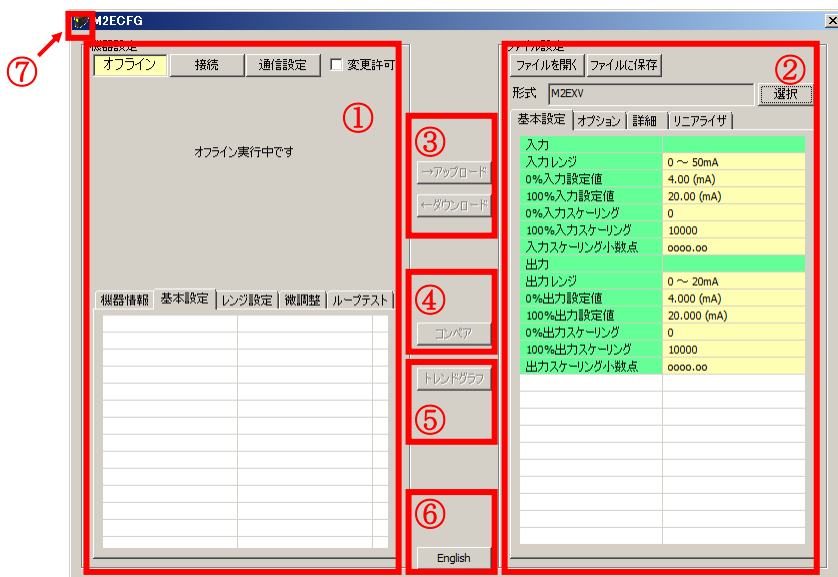 M2ECFG
⑦
機器設定
オフライン 接続 通信設定 変更許可
①
オフライン実行中です
機器情報 基本設定 レンジ設定 微調整 ループテスト
③
→アップロード
←ダウンロード
④
コンペア
トレンドグラフ
⑤
⑥
English
ファイル設定
ファイルを開く ファイルに保存
②
形式 M2EXV 選択
基本設定 オプション 詳細 リニアライザ
入力
入力レンジ 0 ～ 50mA
0%入力設定値 4.00 (mA)
100%入力設定値 20.00 (mA)
0%入力スケーリング 0
100%入力スケーリング 10000
入力スケーリング小数点 oooo.oo
出力
出力レンジ 0 ～ 20mA
0%出力設定値 4.000 (mA)
100%出力設定値 20.000 (mA)
0%出力スケーリング 0
100%出力スケーリング 10000
出力スケーリング小数点 oooo.oo